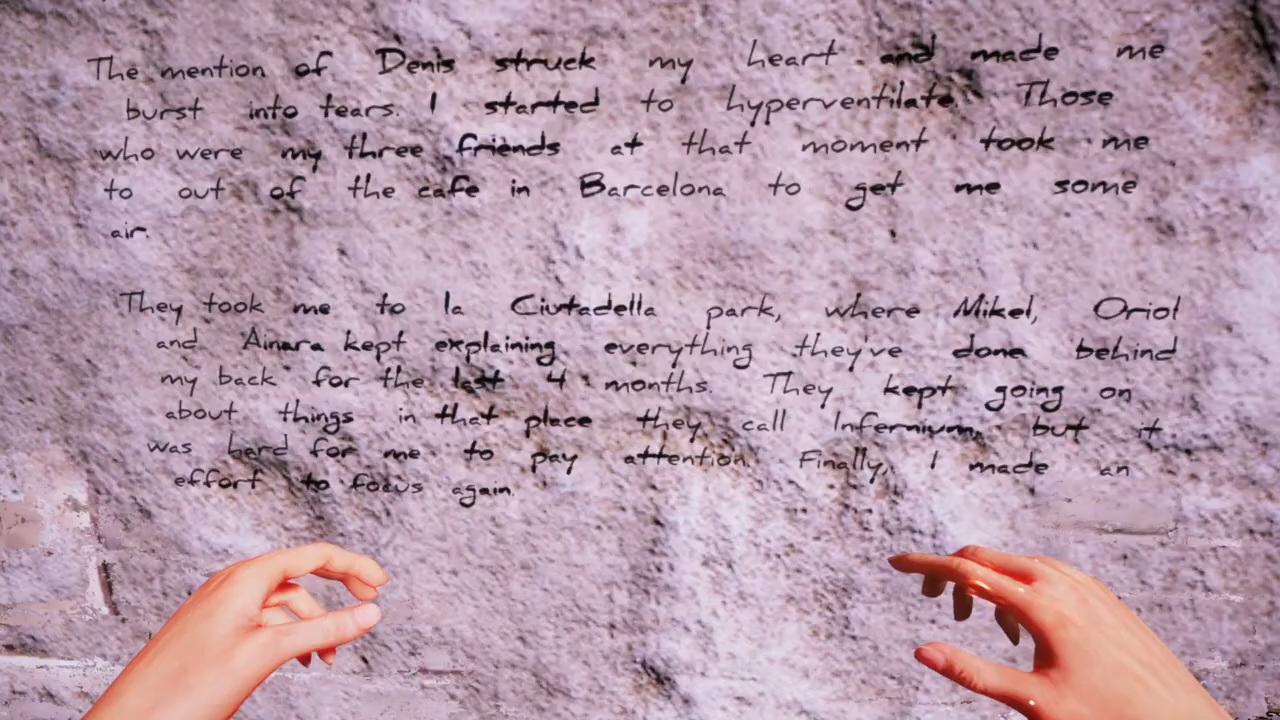 The mention of Denis struck my heart and made me
burst into tears. I started to hyperventilate. Those
who were my three friends at that moment took me
to out of the cafe in Barcelona to get me some
air.
They took me to la Ciutadella park, where Mikel, Oriol
and Ainara kept explaining everything they've done behind
my back for the last 4 months. They kept going on
about things in that place they call Infernium, but it
was hard for me to pay attention. Finally, I made an
effort to focus again.